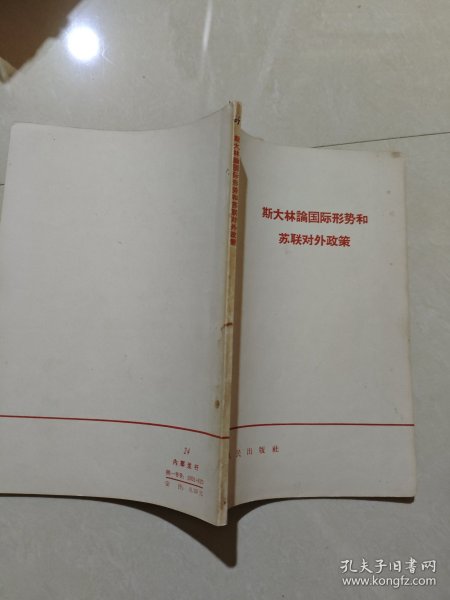 斯大林論国际形势和
苏联对外政策
民出版社
斯大林論国际形势和苏联对外政策
24
内部发行
孔夫子旧书网
www.kongfz.com